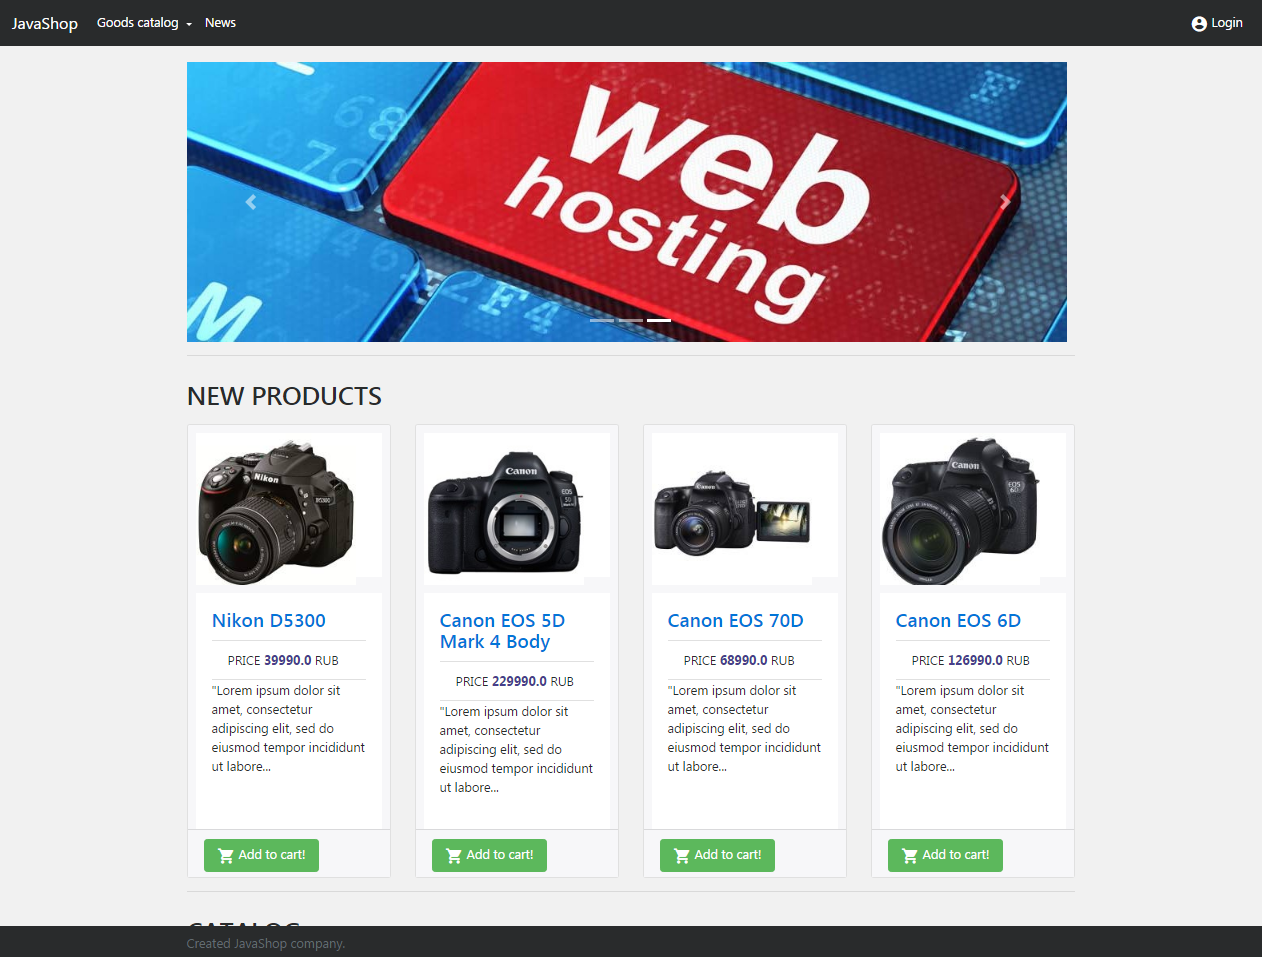 JavaShop Goods catalog News Login
web
hosting
NEW PRODUCTS
Nikon D5300
PRICE 39990.0 RUB
"Lorem ipsum dolor sit
amet, consectetur
adipiscing elit, sed do
eiusmod tempor incididunt
ut labore...
Add to cart!
Canon EOS 5D
Mark 4 Body
PRICE 229990.0 RUB
"Lorem ipsum dolor sit
amet, consectetur
adipiscing elit, sed do
eiusmod tempor incididunt
ut labore...
Add to cart!
Canon EOS 70D
PRICE 68990.0 RUB
"Lorem ipsum dolor sit
amet, consectetur
adipiscing elit, sed do
eiusmod tempor incididunt
ut labore...
Add to cart!
Canon EOS 6D
PRICE 126990.0 RUB
"Lorem ipsum dolor sit
amet, consectetur
adipiscing elit, sed do
eiusmod tempor incididunt
ut labore...
Add to cart!
CATALOG
Created JavaShop company.